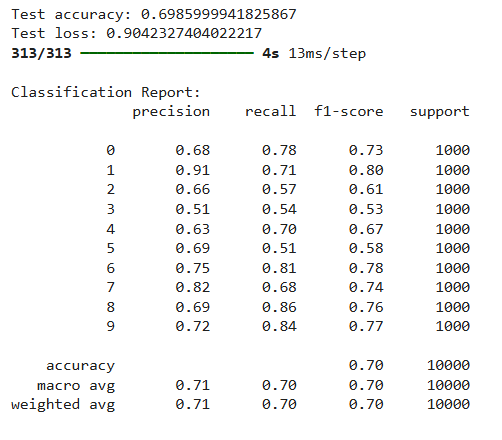 Test accuracy: 0.6985999941825867
Test loss: 0.9042327404022217
313/313 ━━━━━━━━━━━━━━━━━━━━ 4s 13ms/step

Classification Report:
              precision    recall  f1-score   support

           0       0.68      0.78      0.73      1000
           1       0.91      0.71      0.80      1000
           2       0.66      0.57      0.61      1000
           3       0.51      0.54      0.53      1000
           4       0.63      0.70      0.67      1000
           5       0.69      0.51      0.58      1000
           6       0.75      0.81      0.78      1000
           7       0.82      0.68      0.74      1000
           8       0.69      0.86      0.76      1000
           9       0.72      0.84      0.77      1000

    accuracy                           0.70     10000
   macro avg       0.71      0.70      0.70     10000
weighted avg       0.71      0.70      0.70     10000